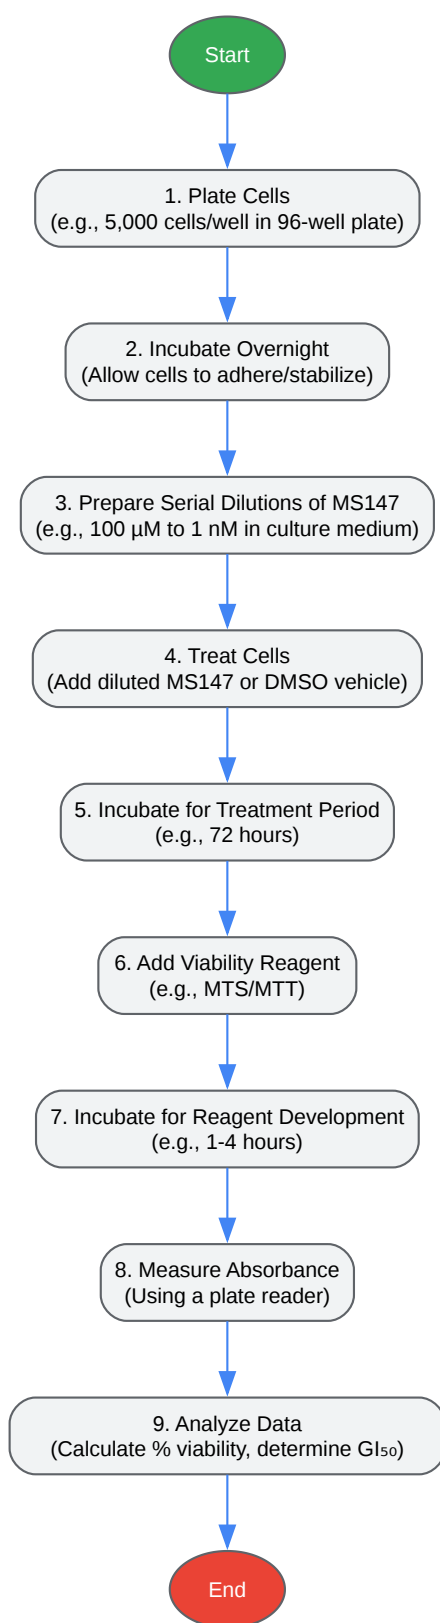 Start
1. Plate Cells
(e.g., 5,000 cells/well in 96-well plate)
2. Incubate Overnight
(Allow cells to adhere/stabilize)
3. Prepare Serial Dilutions of MS147
(e.g., 100 µM to 1 nM in culture medium)
4. Treat Cells
(Add diluted MS147 or DMSO vehicle)
5. Incubate for Treatment Period
(e.g., 72 hours)
6. Add Viability Reagent
(e.g., MTS/MTT)
7. Incubate for Reagent Development
(e.g., 1-4 hours)
8. Measure Absorbance
(Using a plate reader)
9. Analyze Data
(Calculate % viability, determine GI₅₀)
End